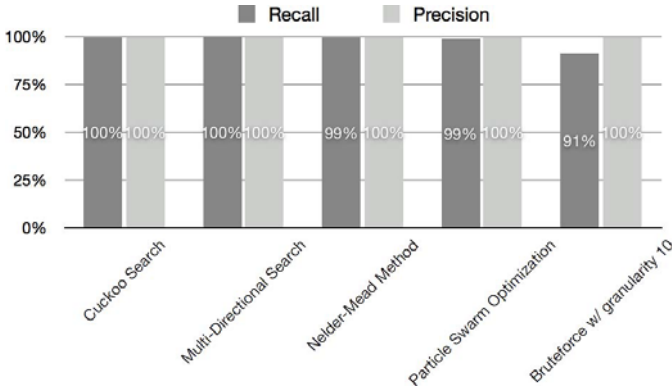 Recall Precision
100%
75%
50%
25%
0%
100% 100% 100% 100% 99% 100% 99% 100% 91% 100%
Cuckoo Search
Multi-Directional Search
Nelder-Mead Method
Particle Swarm Optimization
Bruteforce w/ granularity 10